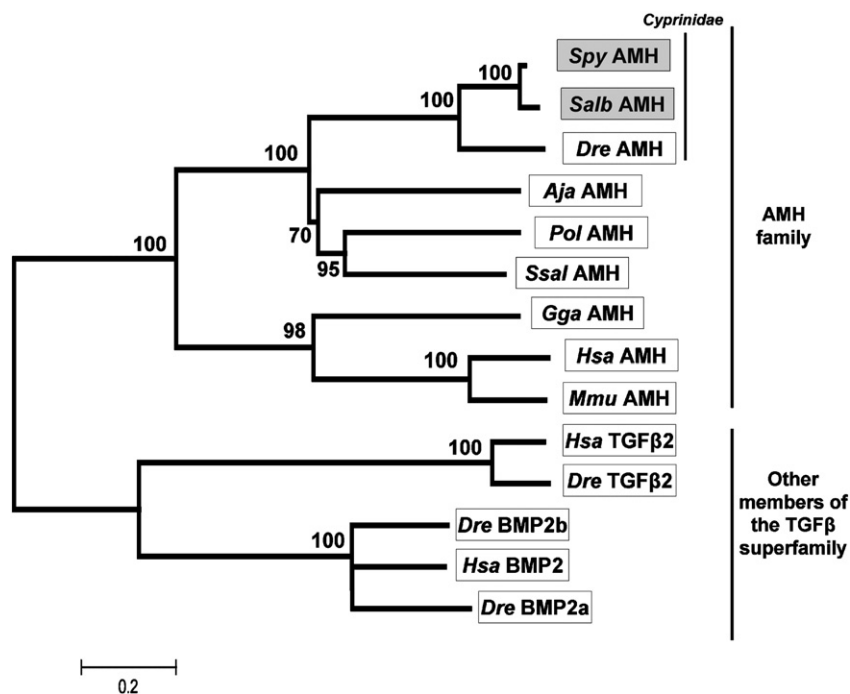 Cyprinidae
Spy AMH
100
Salb AMH
100
Dre AMH
100
Aja AMH
AMH
family
Pol AMH
70
100
95
Ssal AMH
Gga AMH
98
Hsa AMH
100
Mmu AMH
Hsa TGFβ2
100
Dre TGFβ2
Other
members of
the TGFβ
superfamily
Dre BMP2b
100
Hsa BMP2
Dre BMP2a
0.2